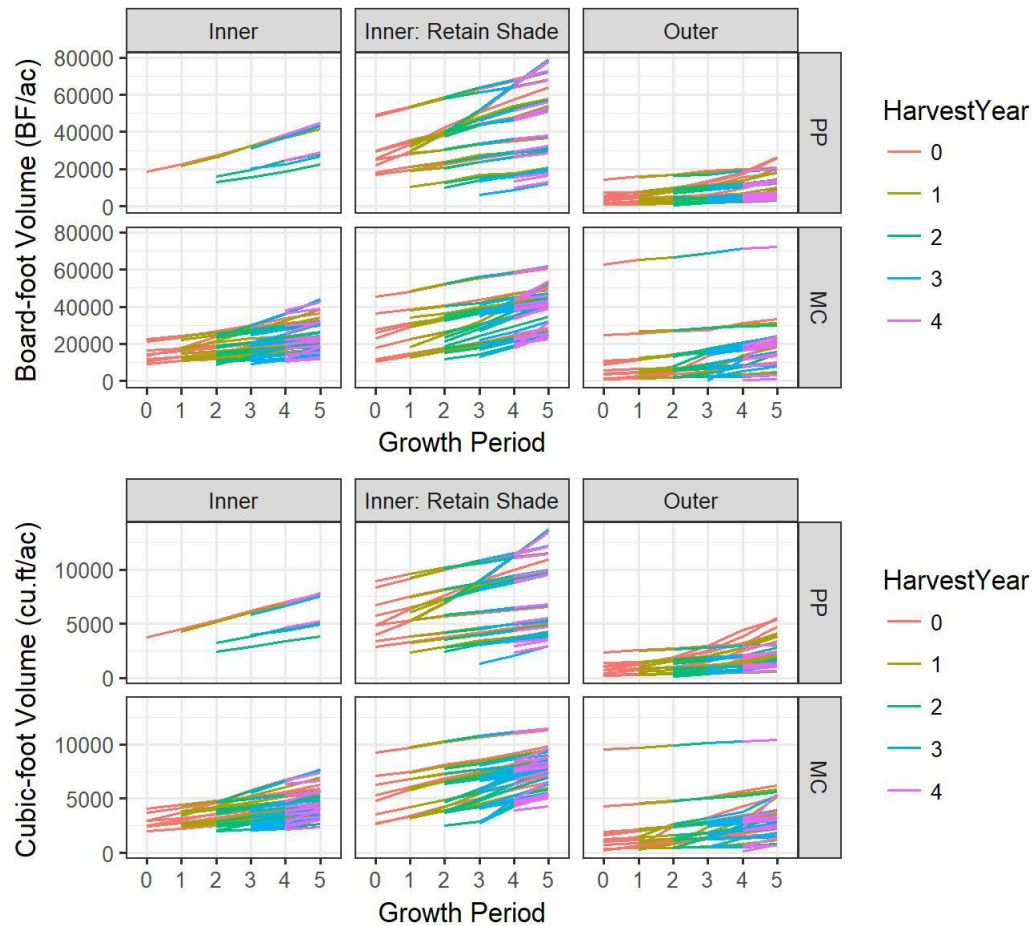 Inner
Inner: Retain Shade
Outer
Board-foot Volume (BF/ac)
80000
60000
40000
20000
0
PP
80000
60000
40000
20000
0
MC
0 1 2 3 4 5
0 1 2 3 4 5
0 1 2 3 4 5
Growth Period
HarvestYear
0
1
2
3
4
Inner
Inner: Retain Shade
Outer
Cubic-foot Volume (cu.ft/ac)
10000
5000
0
PP
10000
5000
0
MC
0 1 2 3 4 5
0 1 2 3 4 5
0 1 2 3 4 5
Growth Period
HarvestYear
0
1
2
3
4